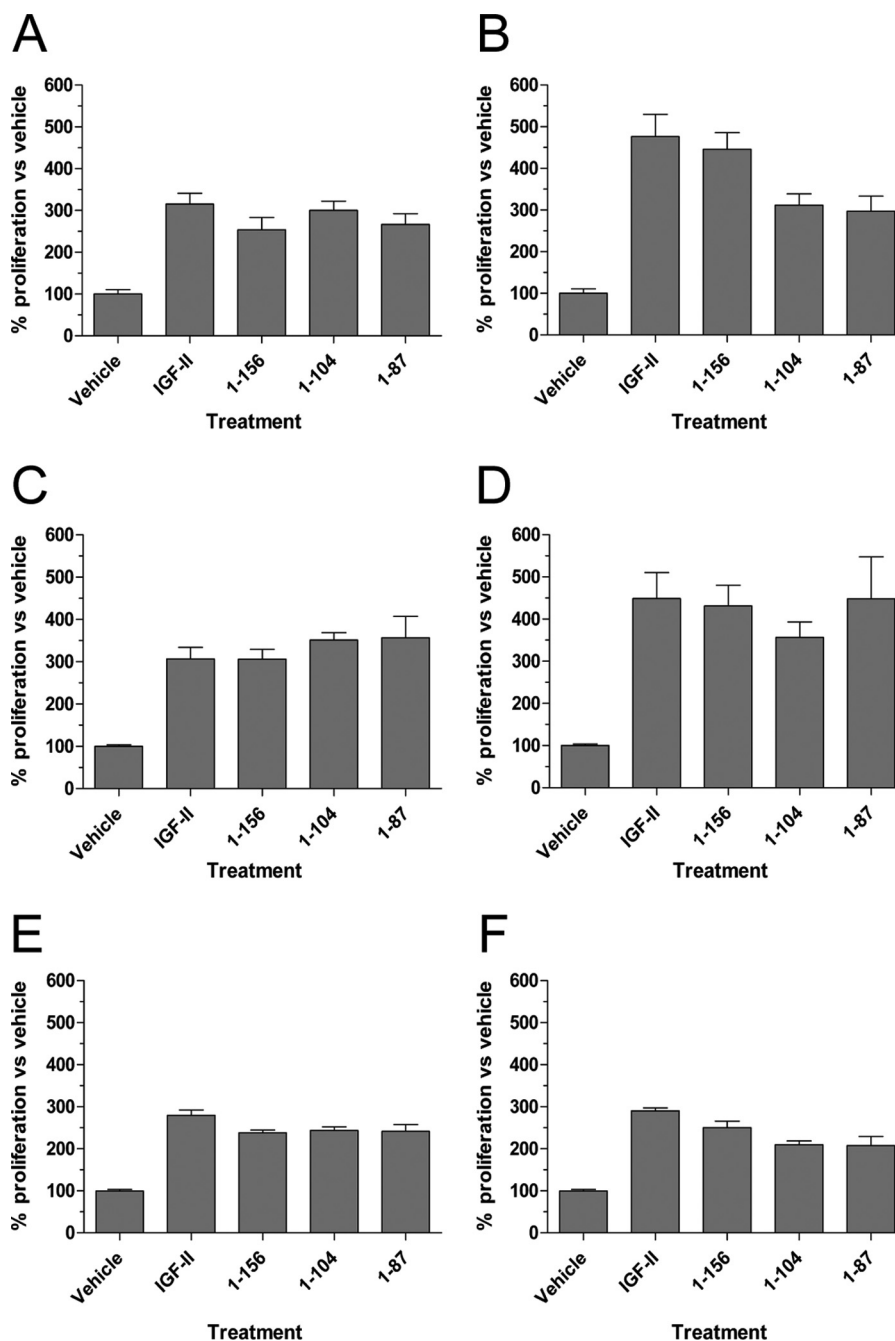 A
% proliferation vs vehicle
600
500
400
300
200
100
0
Vehicle
IGF-II
1-156
1-104
1-87
Treatment
B
% proliferation vs vehicle
600
500
400
300
200
100
0
Vehicle
IGF-II
1-156
1-104
1-87
Treatment
C
% proliferation vs vehicle
600
500
400
300
200
100
0
Vehicle
IGF-II
1-156
1-104
1-87
Treatment
D
% proliferation vs vehicle
600
500
400
300
200
100
0
Vehicle
IGF-II
1-156
1-104
1-87
Treatment
E
% proliferation vs vehicle
600
500
400
300
200
100
0
Vehicle
IGF-II
1-156
1-104
1-87
Treatment
F
% proliferation vs vehicle
600
500
400
300
200
100
0
Vehicle
IGF-II
1-156
1-104
1-87
Treatment